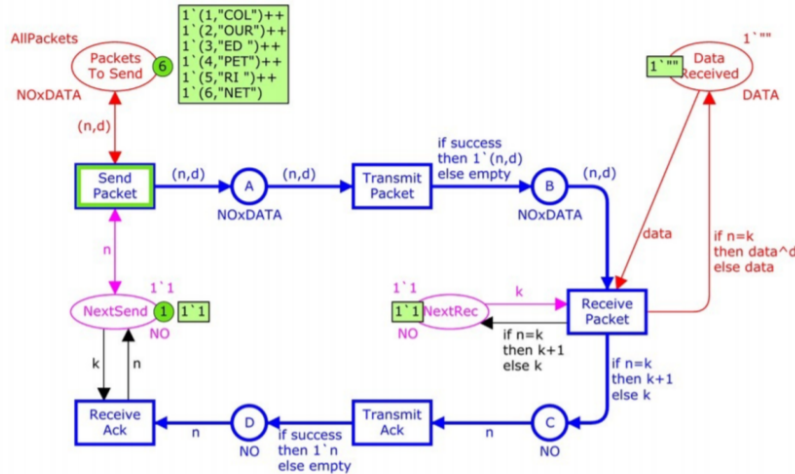 AllPackets
Packets
To Send
6
NOxDATA
1`(1,"COL")++
1`(2,"OUR")++
1`(3,"ED ")++
1`(4,"PET")++
1`(5,"RI ")++
1`(6,"NET")
1`""
1`""
Data
Received
DATA
(n,d)
Send
Packet
(n,d)
A
NOxDATA
(n,d)
Transmit
Packet
if success
then 1`(n,d)
else empty
B
NOxDATA
(n,d)
n
data
if n=k
then data^d
else data
1`1
NextSend
1
1`1
NO
1`1
1`1
NextRec
NO
k
if n=k
then k+1
else k
Receive
Packet
k
n
if n=k
then k+1
else k
Receive
Ack
n
D
NO
if success
then 1`n
else empty
Transmit
Ack
n
C
NO